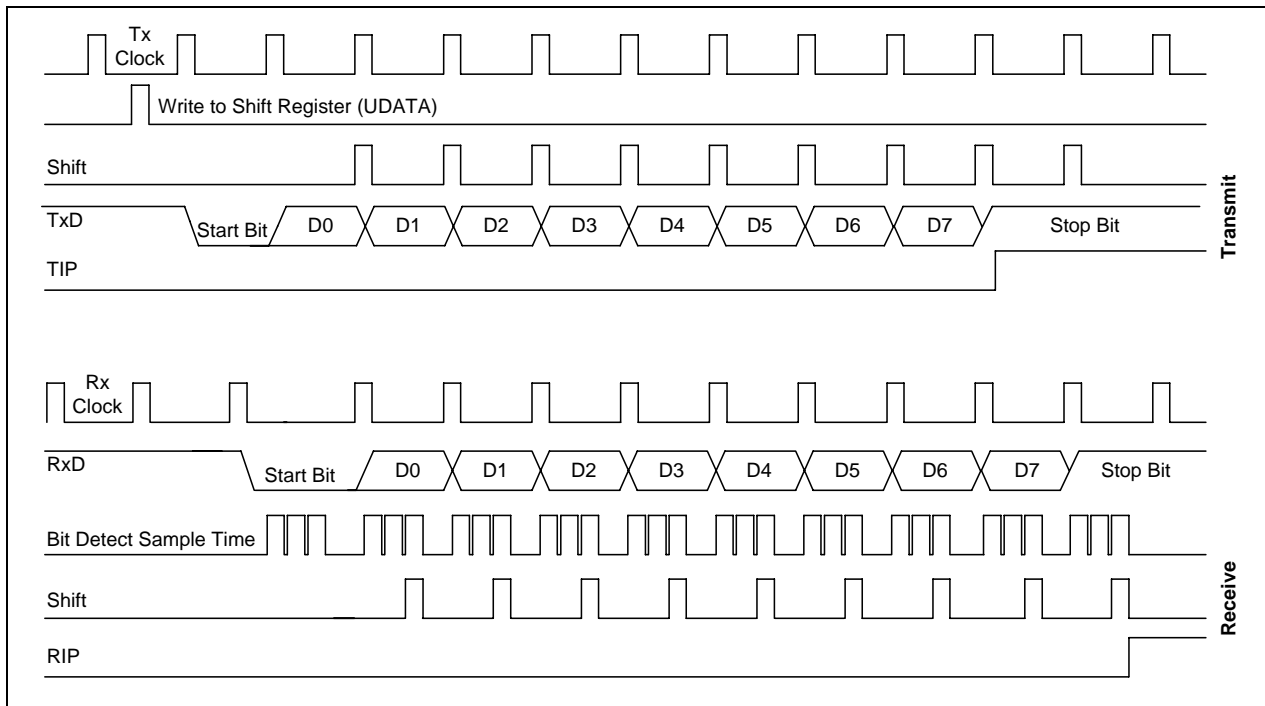 Tx
Clock
Write to Shift Register (UDATA)
Shift
TxD
Start Bit D0 D1 D2 D3 D4 D5 D6 D7 Stop Bit
TIP
Transmit
Rx
Clock
RxD
Start Bit D0 D1 D2 D3 D4 D5 D6 D7 Stop Bit
Bit Detect Sample Time
Shift
RIP
Receive